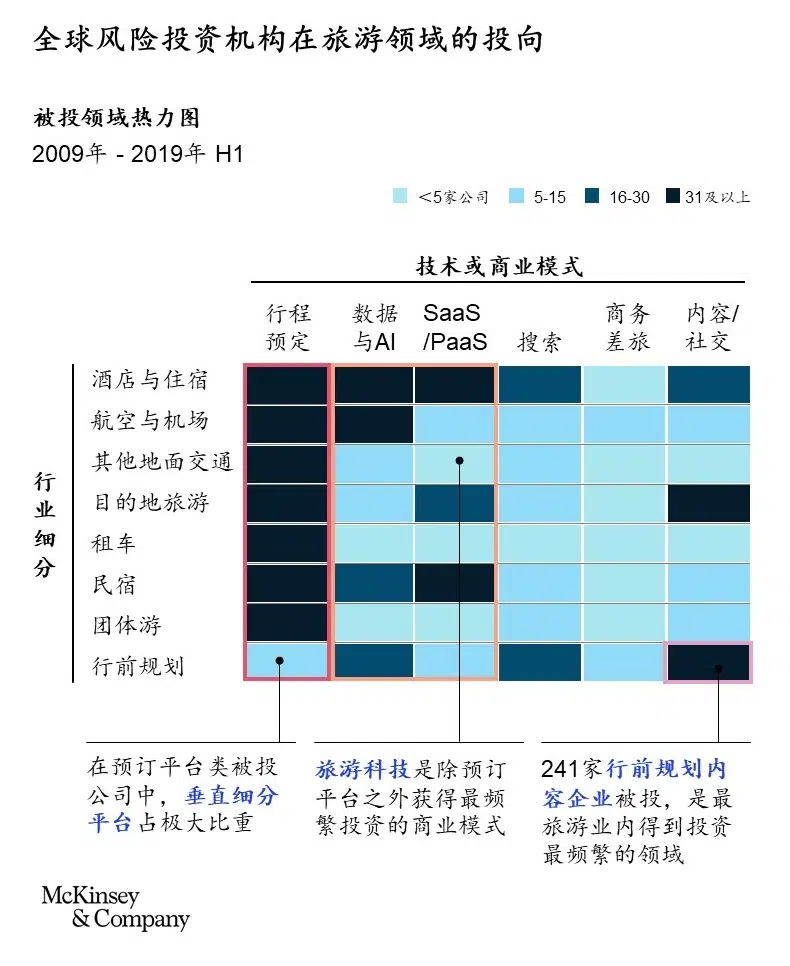 全球风险投资机构在旅游领域的投向
被投领域热力图
2009年 - 2019年 H1
＜5家公司
5-15
16-30
31及以上
技术或商业模式
行程
预定
数据
与AI
SaaS
/PaaS
搜索
商务
差旅
内容/
社交
行业细分
酒店与住宿
航空与机场
其他地面交通
目的地旅游
租车
民宿
团体游
行前规划
在预订平台类被投
公司中，垂直细分
平台占极大比重
旅游科技是除预订
平台之外获得最频
繁投资的商业模式
241家行前规划内
容企业被投，是最
旅游业内得到投资
最频繁的领域
McKinsey
& Company